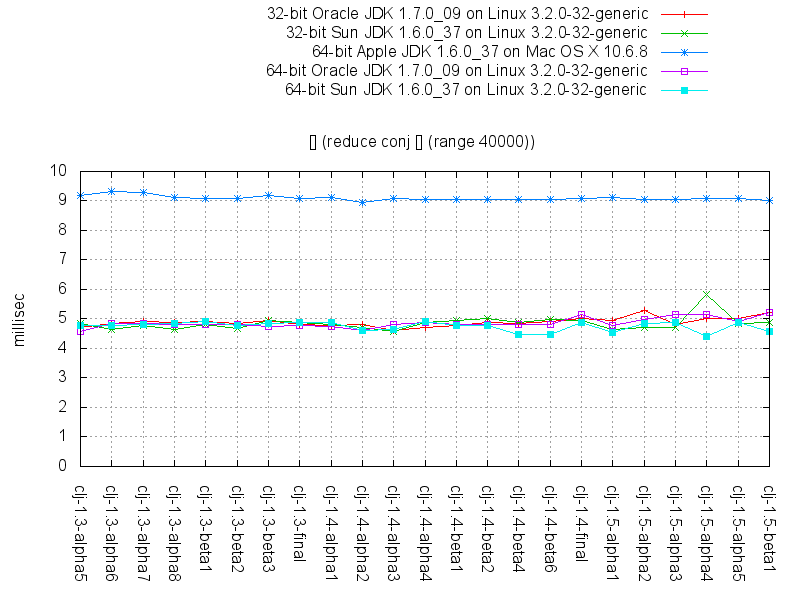 32-bit Oracle JDK 1.7.0_09 on Linux 3.2.0-32-generic
32-bit Sun JDK 1.6.0_37 on Linux 3.2.0-32-generic
64-bit Apple JDK 1.6.0_37 on Mac OS X 10.6.8
64-bit Oracle JDK 1.7.0_09 on Linux 3.2.0-32-generic
64-bit Sun JDK 1.6.0_37 on Linux 3.2.0-32-generic
[] (reduce conj [] (range 40000))
millisec
10
9
8
7
6
5
4
3
2
1
0
clj-1.3-alpha5
clj-1.3-alpha6
clj-1.3-alpha7
clj-1.3-alpha8
clj-1.3-beta1
clj-1.3-beta2
clj-1.3-beta3
clj-1.3-final
clj-1.4-alpha1
clj-1.4-alpha2
clj-1.4-alpha3
clj-1.4-alpha4
clj-1.4-beta1
clj-1.4-beta2
clj-1.4-beta4
clj-1.4-beta6
clj-1.4-final
clj-1.5-alpha1
clj-1.5-alpha2
clj-1.5-alpha3
clj-1.5-alpha4
clj-1.5-alpha5
clj-1.5-beta1